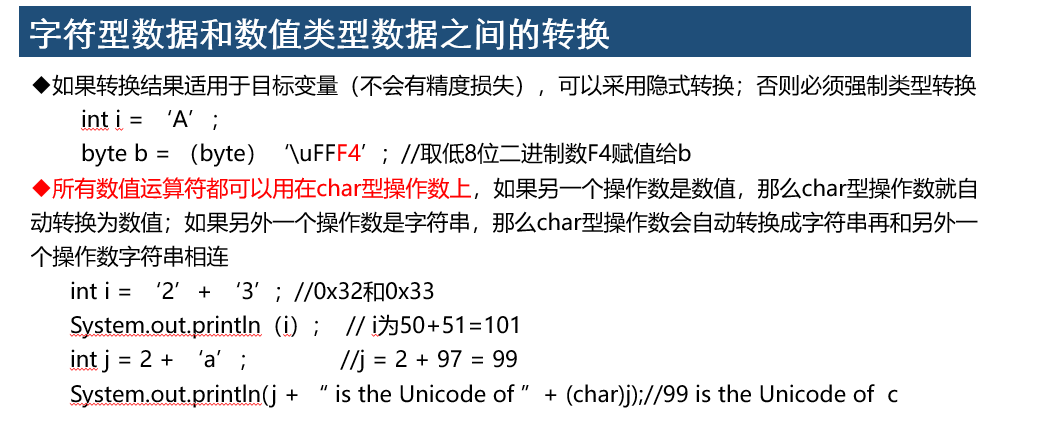 字符型数据和数值类型数据之间的转换
◆如果转换结果适用于目标变量（不会有精度损失），可以采用隐式转换；否则必须强制类型转换
int i = ‘A’；
byte b = （byte）‘\uFFF4’；//取低8位二进制数F4赋值给b
◆所有数值运算符都可以用在char型操作数上，如果另一个操作数是数值，那么char型操作数就自
动转换为数值；如果另外一个操作数是字符串，那么char型操作数会自动转换成字符串再和另外一
个操作数字符串相连
int i = ‘2’ + ‘3’；//0x32和0x33
System.out.println（i）； // i为50+51=101
int j = 2 + ‘a’； //j = 2 + 97 = 99
System.out.println(j + “ is the Unicode of ” + (char)j);//99 is the Unicode of c